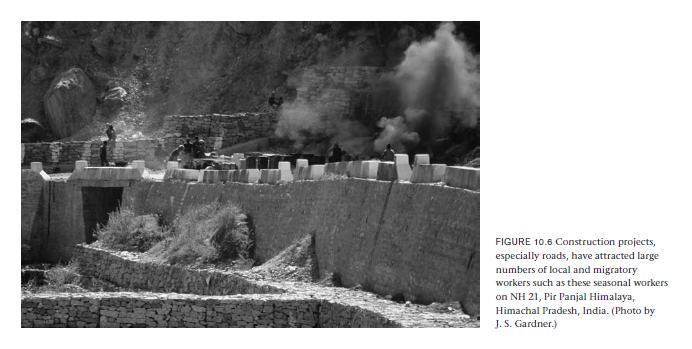 FIGURE 10.6 Construction projects,
especially roads, have attracted large
numbers of local and migratory
workers such as these seasonal workers
on NH 21, Pir Panjal Himalaya,
Himachal Pradesh, India. (Photo by
J. S. Gardner.)